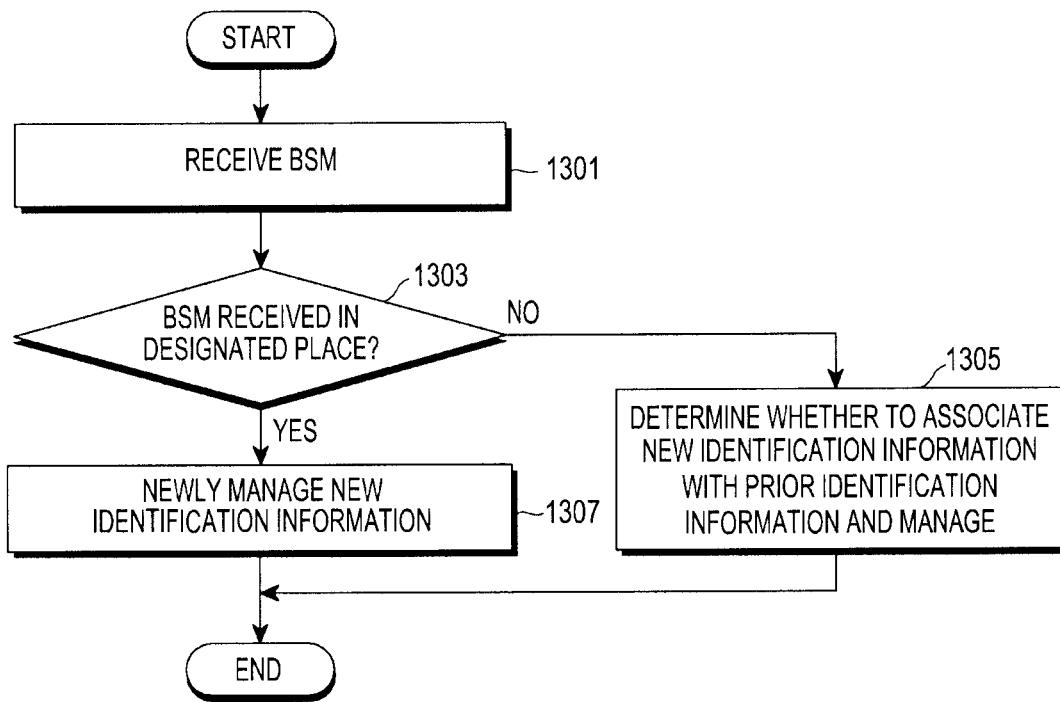 START
RECEIVE BSM
1301
1303
BSM RECEIVED IN
DESIGNATED PLACE?
NO
YES
1305
DETERMINE WHETHER TO ASSOCIATE
NEW IDENTIFICATION INFORMATION
WITH PRIOR IDENTIFICATION
INFORMATION AND MANAGE
NEWLY MANAGE NEW
IDENTIFICATION INFORMATION
1307
END